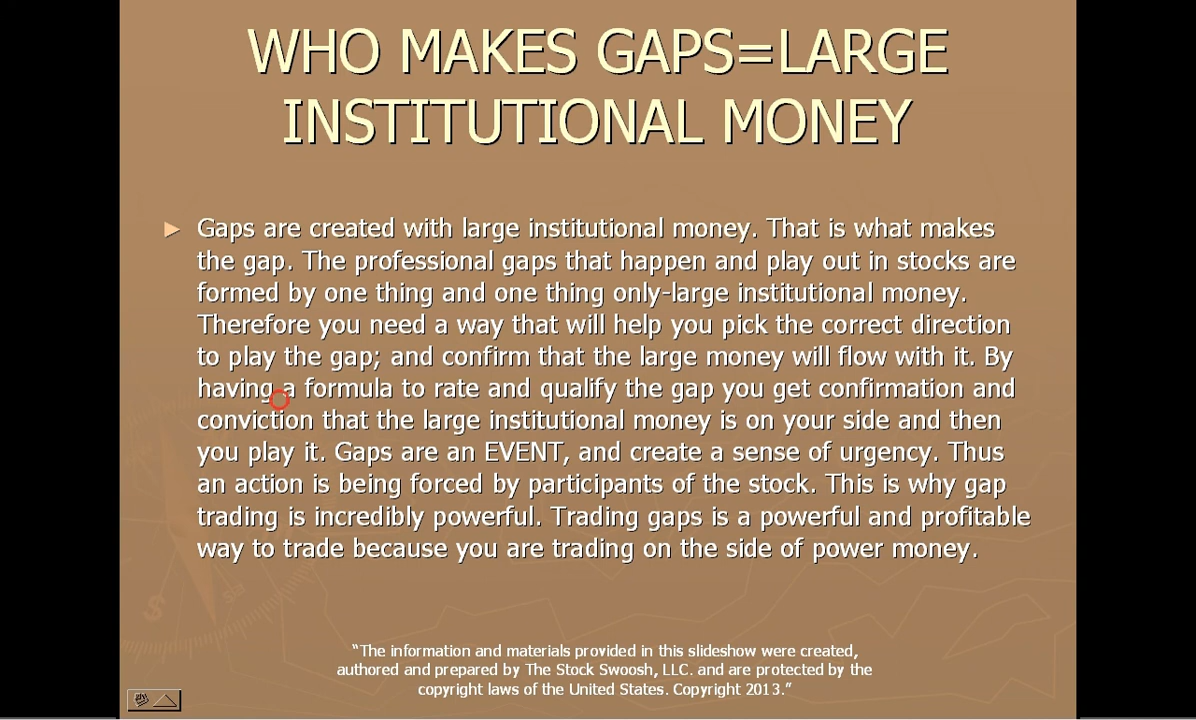 WHO MAKES GAPS=LARGE
INSTITUTIONAL MONEY
► Gaps are created with large institutional money. That is what makes
the gap. The professional gaps that happen and play out in stocks are
formed by one thing and one thing only-large institutional money.
Therefore you need a way that will help you pick the correct direction
to play the gap; and confirm that the large money will flow with it. By
having a formula to rate and qualify the gap you get confirmation and
conviction that the large institutional money is on your side and then
you play it. Gaps are an EVENT, and create a sense of urgency. Thus
an action is being forced by participants of the stock. This is why gap
trading is incredibly powerful. Trading gaps is a powerful and profitable
way to trade because you are trading on the side of power money.
“The information and materials provided in this slideshow were created,
authored and prepared by The Stock Swoosh, LLC. and are protected by the
copyright laws of the United States. Copyright 2013.”